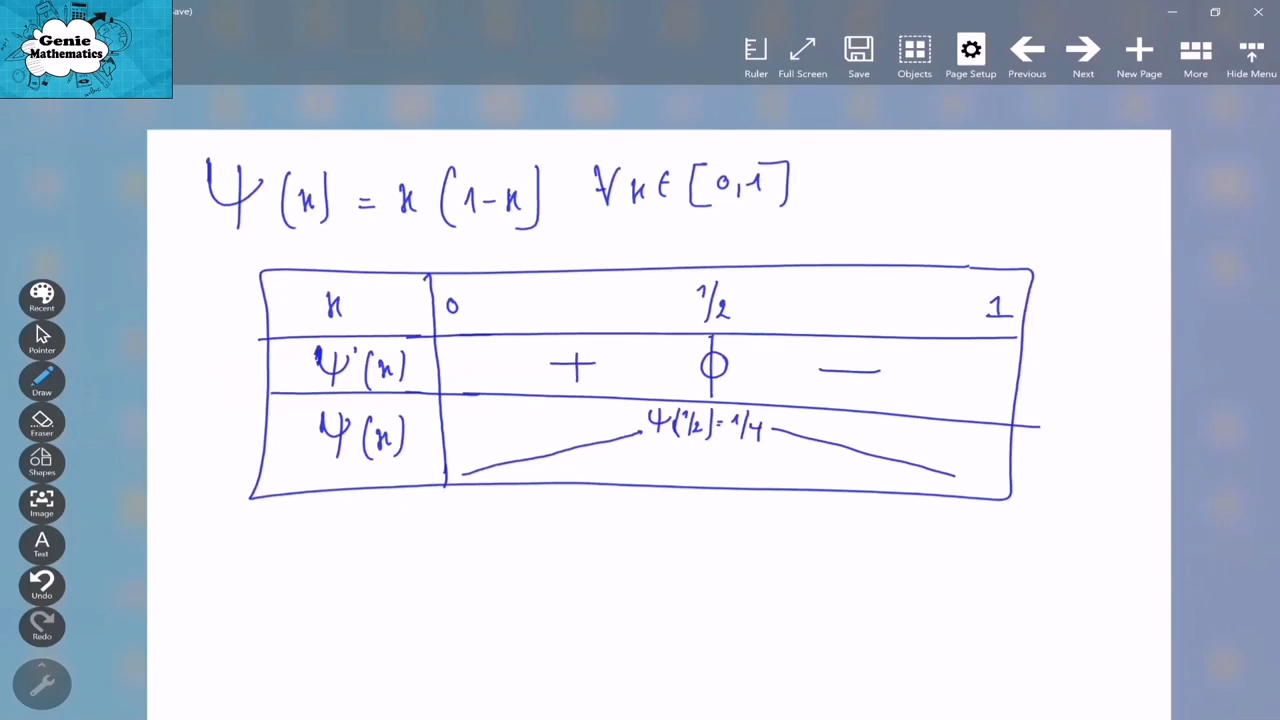 ave)
Genie
Mathematics
Ruler
Full Screen
Save
Objects
Page Setup
Previous
Next
New Page
More
Hide Menu
Ψ(x) = x(1-x) ∀x∈[0,1]
x 0 1/2 1
Ψ'(x) + 0 —
Ψ(x) Ψ(1/2)=1/4
Recent
Pointer
Draw
Eraser
Shapes
Image
A
Text
Undo
Redo